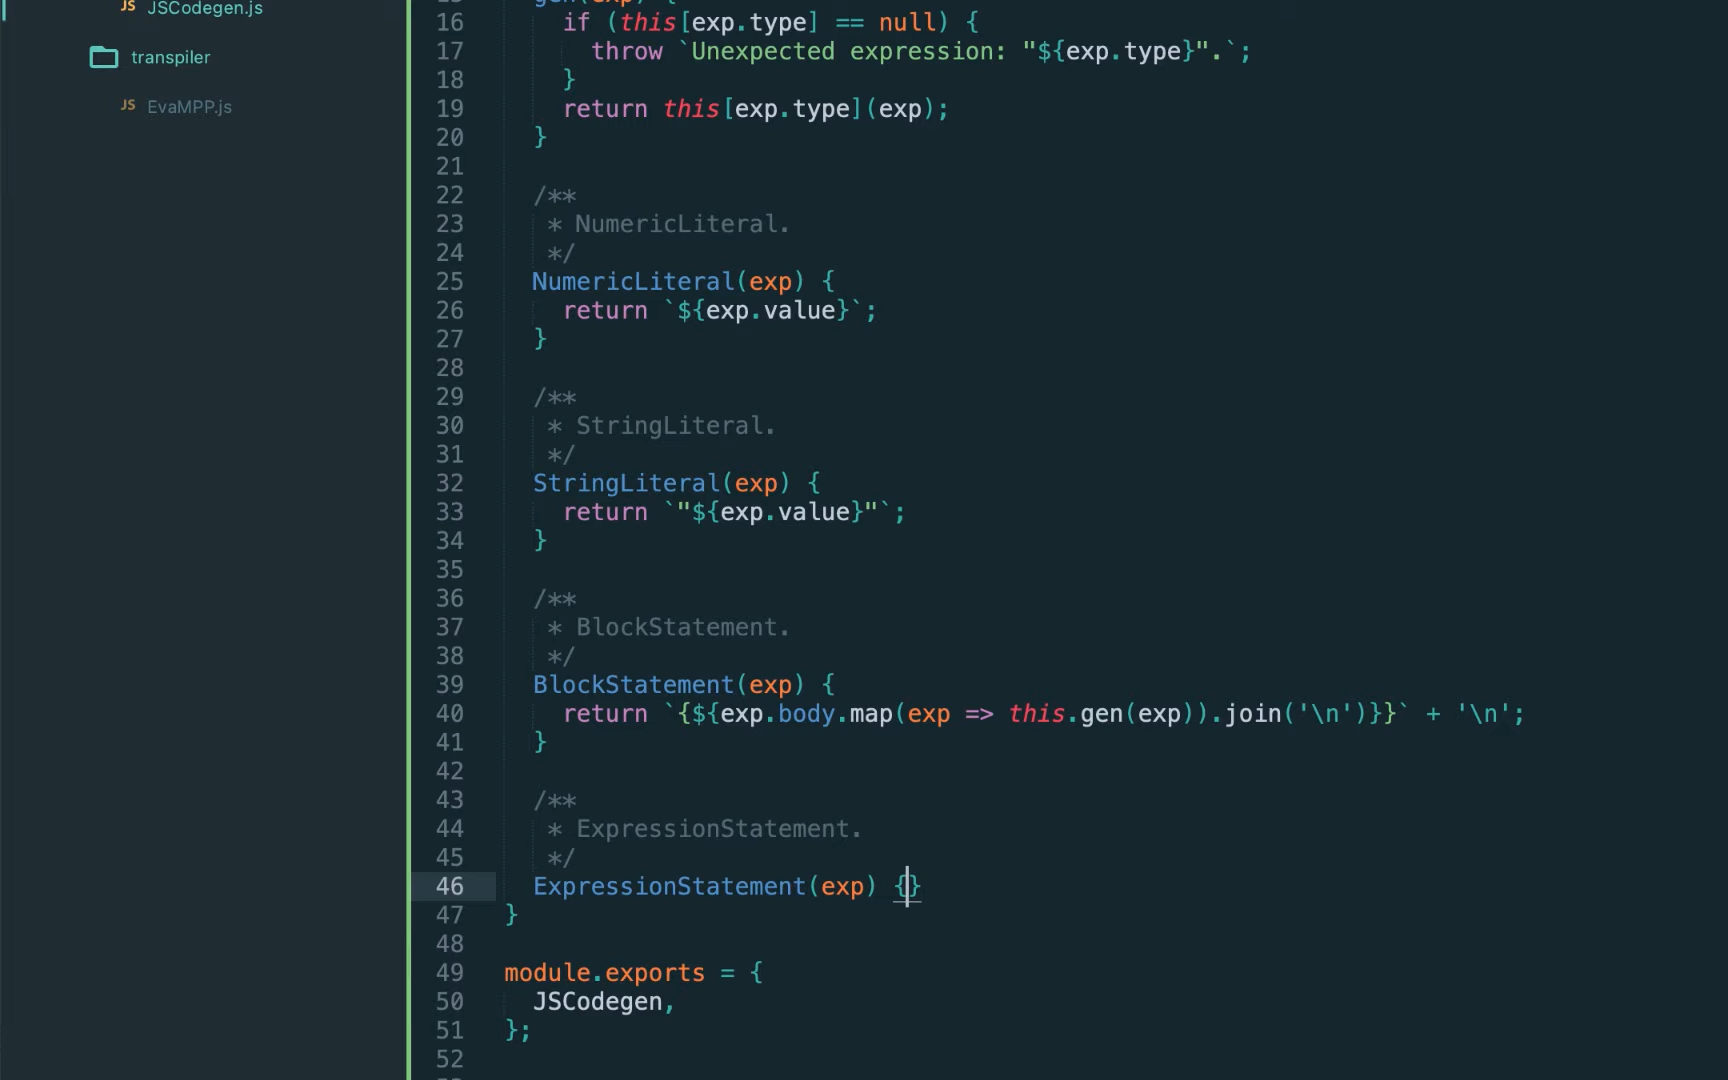 JS JSCodegen.js
transpiler
JS EvaMPP.js
gen(exp) {
16 if (this[exp.type] == null) {
17 throw `Unexpected expression: "${exp.type}".`;
18 }
19 return this[exp.type](exp);
20 }
21
22 /**
23 * NumericLiteral.
24 */
25 NumericLiteral(exp) {
26 return `${exp.value}`;
27 }
28
29 /**
30 * StringLiteral.
31 */
32 StringLiteral(exp) {
33 return `"${exp.value}"`;
34 }
35
36 /**
37 * BlockStatement.
38 */
39 BlockStatement(exp) {
40 return `{${exp.body.map(exp => this.gen(exp)).join('\n')}}` + '\n';
41 }
42
43 /**
44 * ExpressionStatement.
45 */
46 ExpressionStatement(exp) {}
47 }
48
49 module.exports = {
50 JSCodegen,
51 };
52